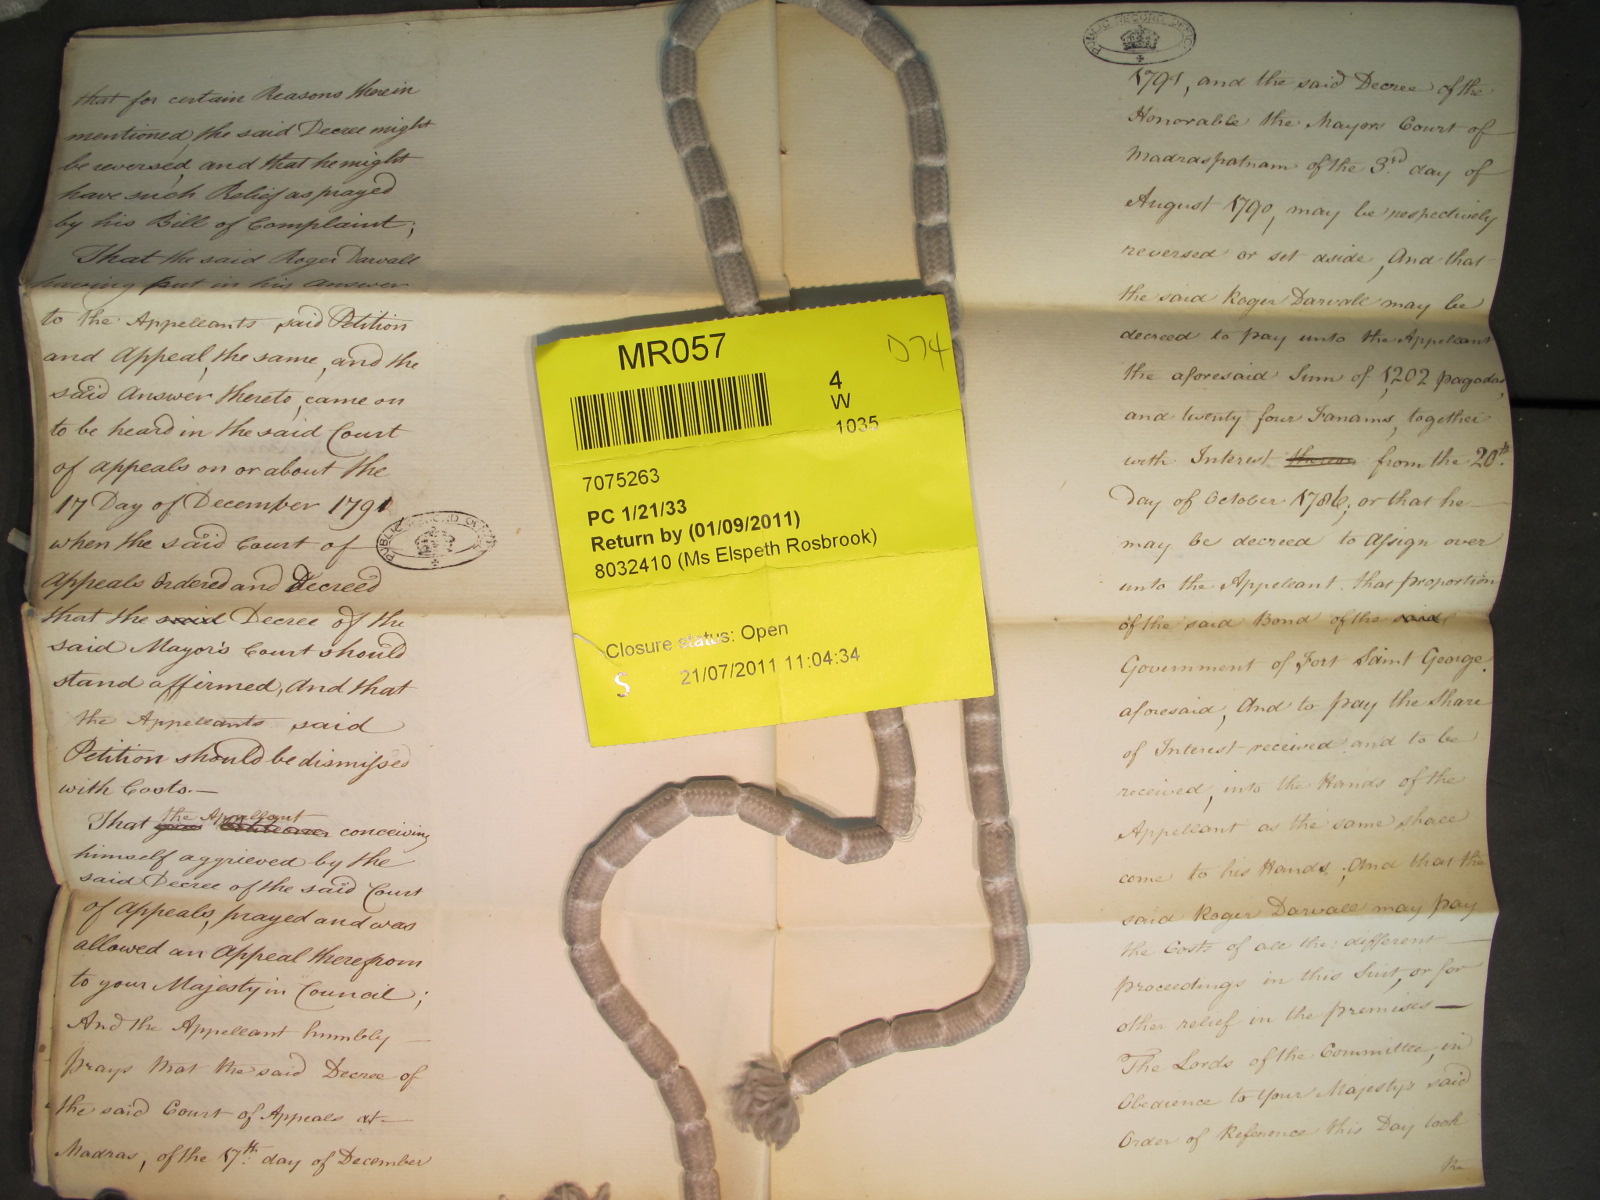 that for certain Reasons therein
mentioned, the said Decree might
be reversed, and that he might
have such Relief as prayed
by his Bill of Complaint;
That the said Roger Darvall
having put in his Answer
to the Appellants said Petition
and Appeal, the same, and the
said Answer thereto, came on
to be heard in the said Court
of Appeals on or about the
17 Day of December 1791
when the said Court of
Appeals Ordered and Decreed
that the said Decree of the
said Mayor's Court should
stand affirmed, And that
the Appellants said
Petition should be dismissed
with Costs.—
the Appellant
That conceiving
himself aggrieved by the
said Decree of the said Court
of Appeals, prayed and was
allowed an Appeal therefrom
to your Majesty in Council;
And the Appellant humbly —
prays that the said Decree of
the said Court of Appeals at—
Madras, of the 17th. day of December
PUBLIC RECORD OFFICE
MR057
D74
4
W
1035
7075263
PC 1/21/33
Return by (01/09/2011)
8032410 (Ms Elspeth Rosbrook)
Closure status: Open
S 21/07/2011 11:04:34
PUBLIC RECORD OFFICE
1791, and the said Decree of the
Honorable the Mayors Court of
Madraspatnam of the 3rd. day of
August 1790, may be respectively
reversed or set aside, And that
the said Roger Darvall may be
decreed to pay unto the Appellant
the aforesaid Sum of 1202 pagodas,
and twenty four Fanams, together
with Interest thereon from the 20th.
Day of October 1786; or that he —
may be decreed to Assign over
unto the Appellant that proportion
of the said Bond of the said
Government of Fort Saint George
aforesaid, And to pay the Share
of Interest received and to be
received, into the Hands of the
Appellant as the same shall
come to his Hands; And that the
said Roger Darvall may pay
the Costs of all the different —
proceedings in this Suit, or for
other relief in the premises —
The Lords of the Committee, in
Obedience to Your Majestys said
Order of Reference this Day took
the